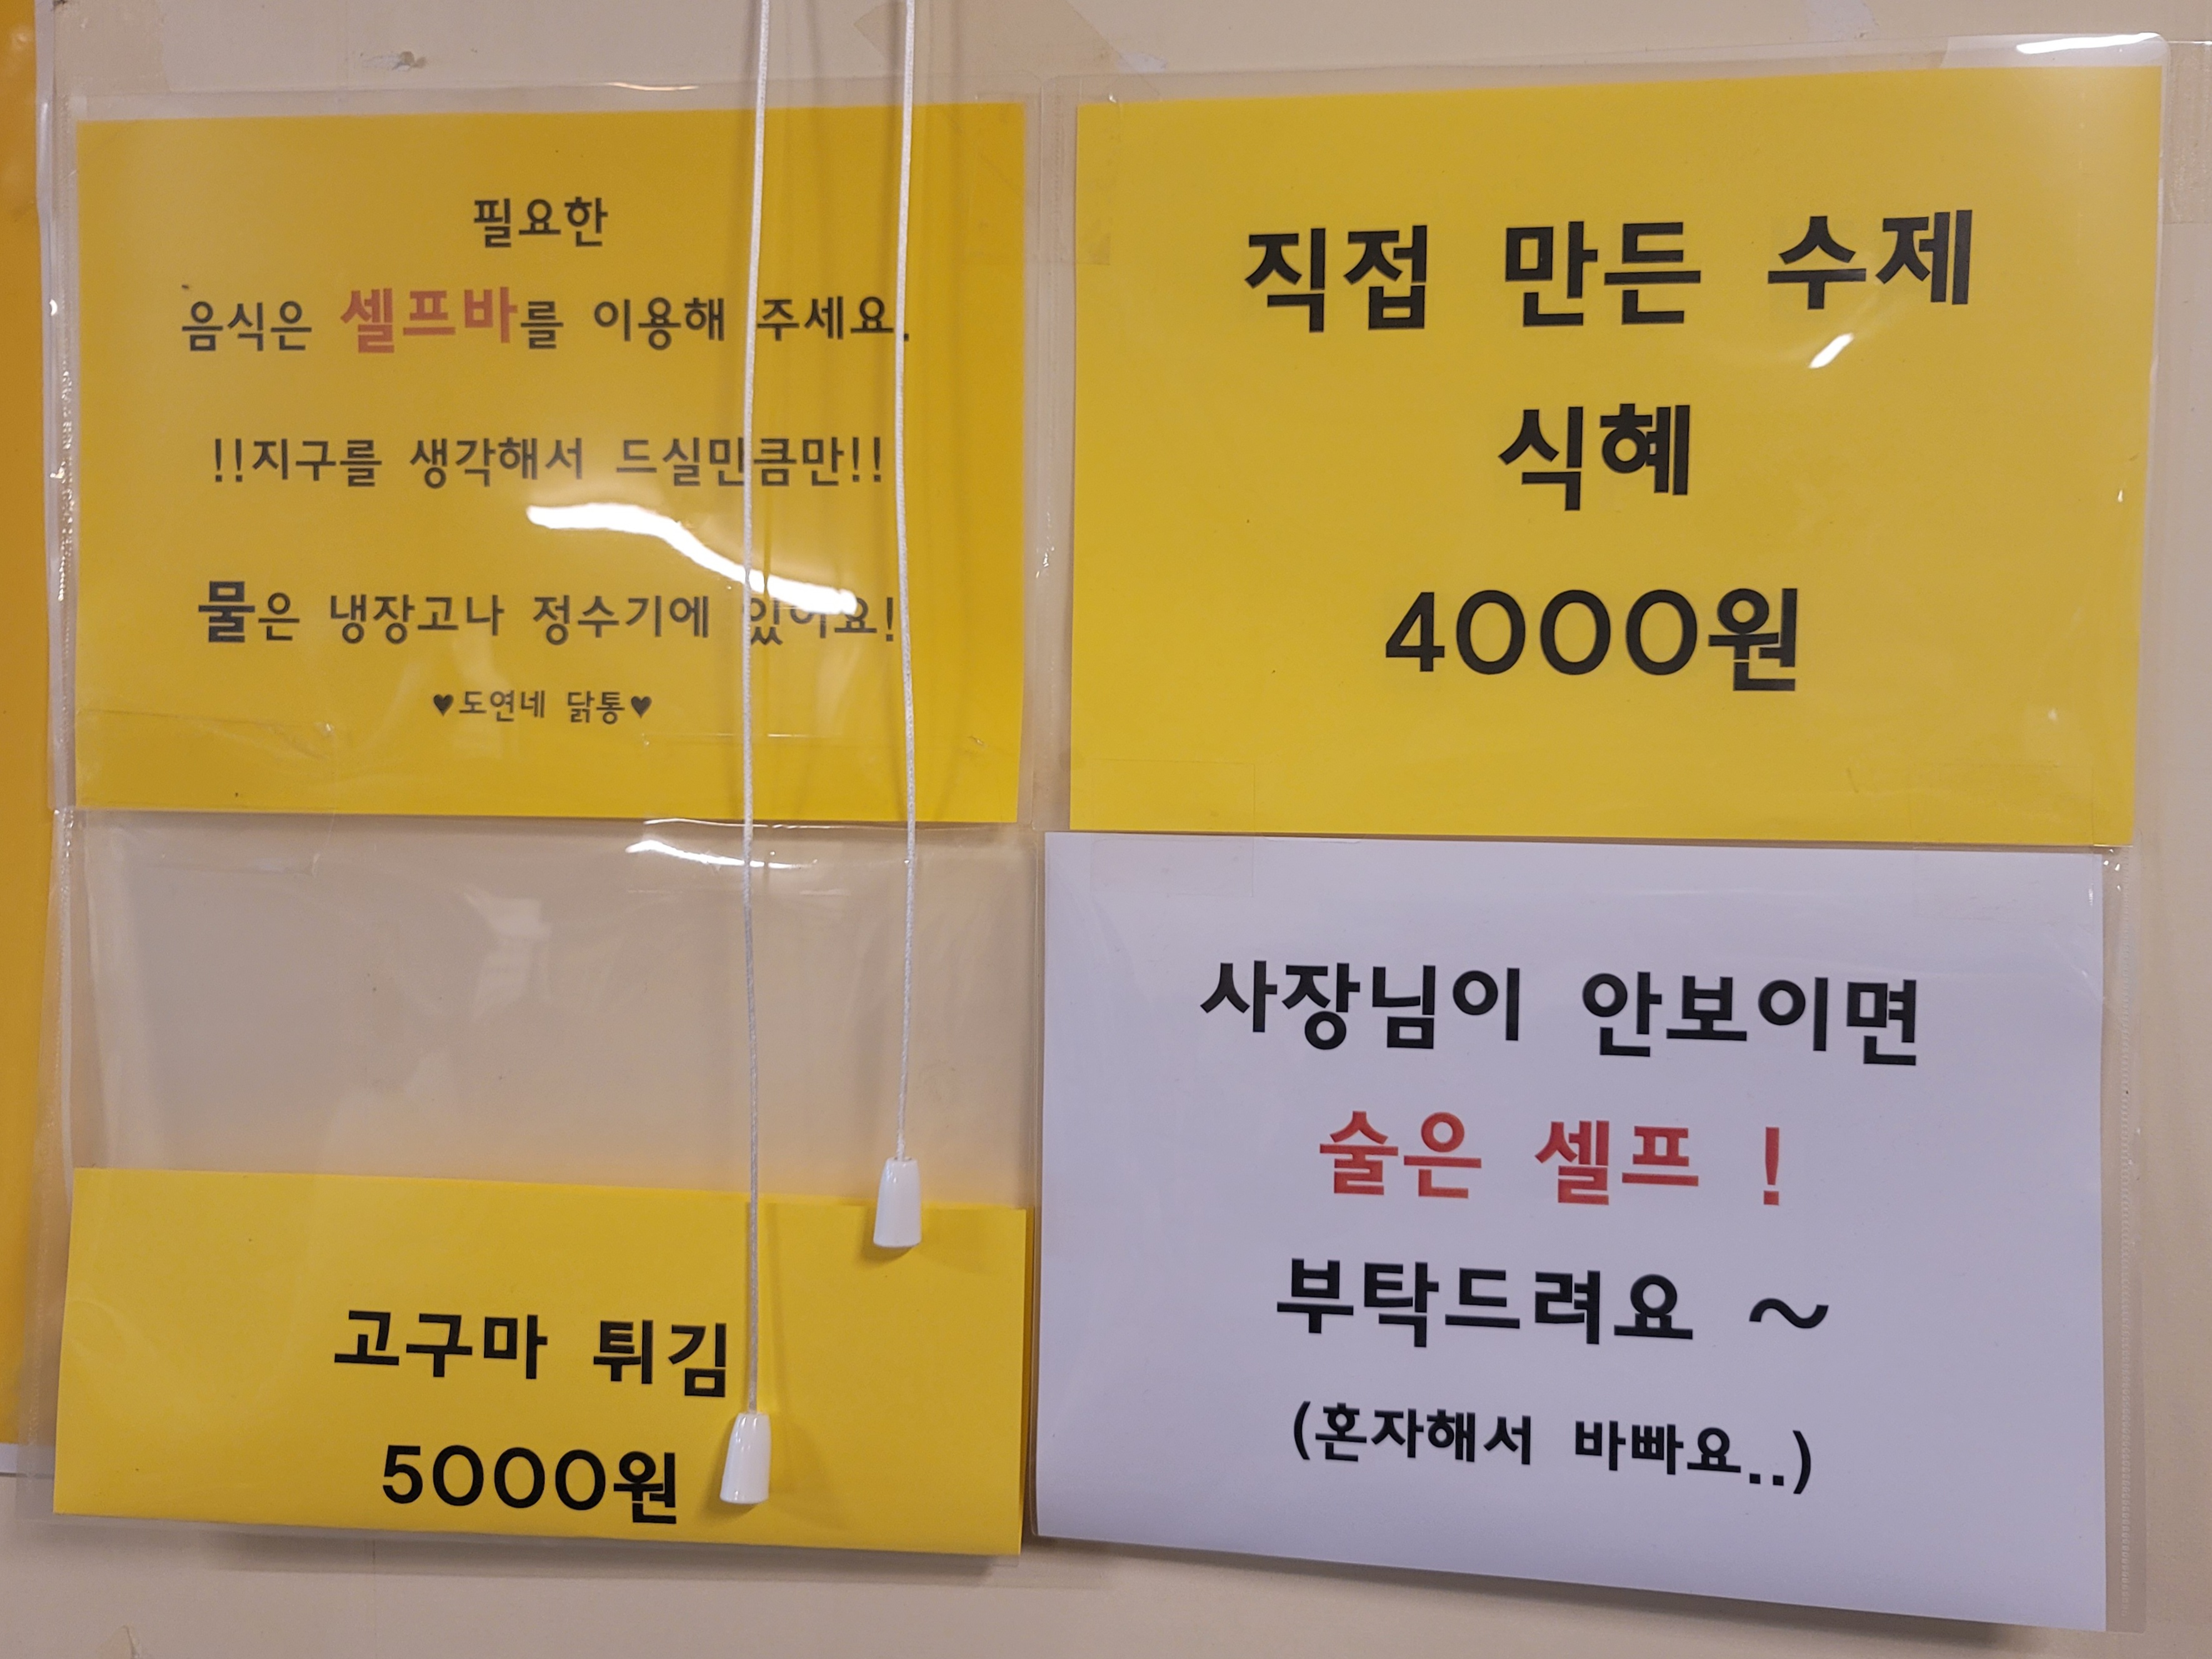 필요한
음식은 셀프바를 이용해 주세요.
!!지구를 생각해서 드실만큼만!!
물은 냉장고나 정수기에 있어요!
♥도연네 닭통♥
직접 만든 수제
식혜
4000원
고구마 튀김
5000원
사장님이 안보이면
술은 셀프 !
부탁드려요 ~
(혼자해서 바빠요..)